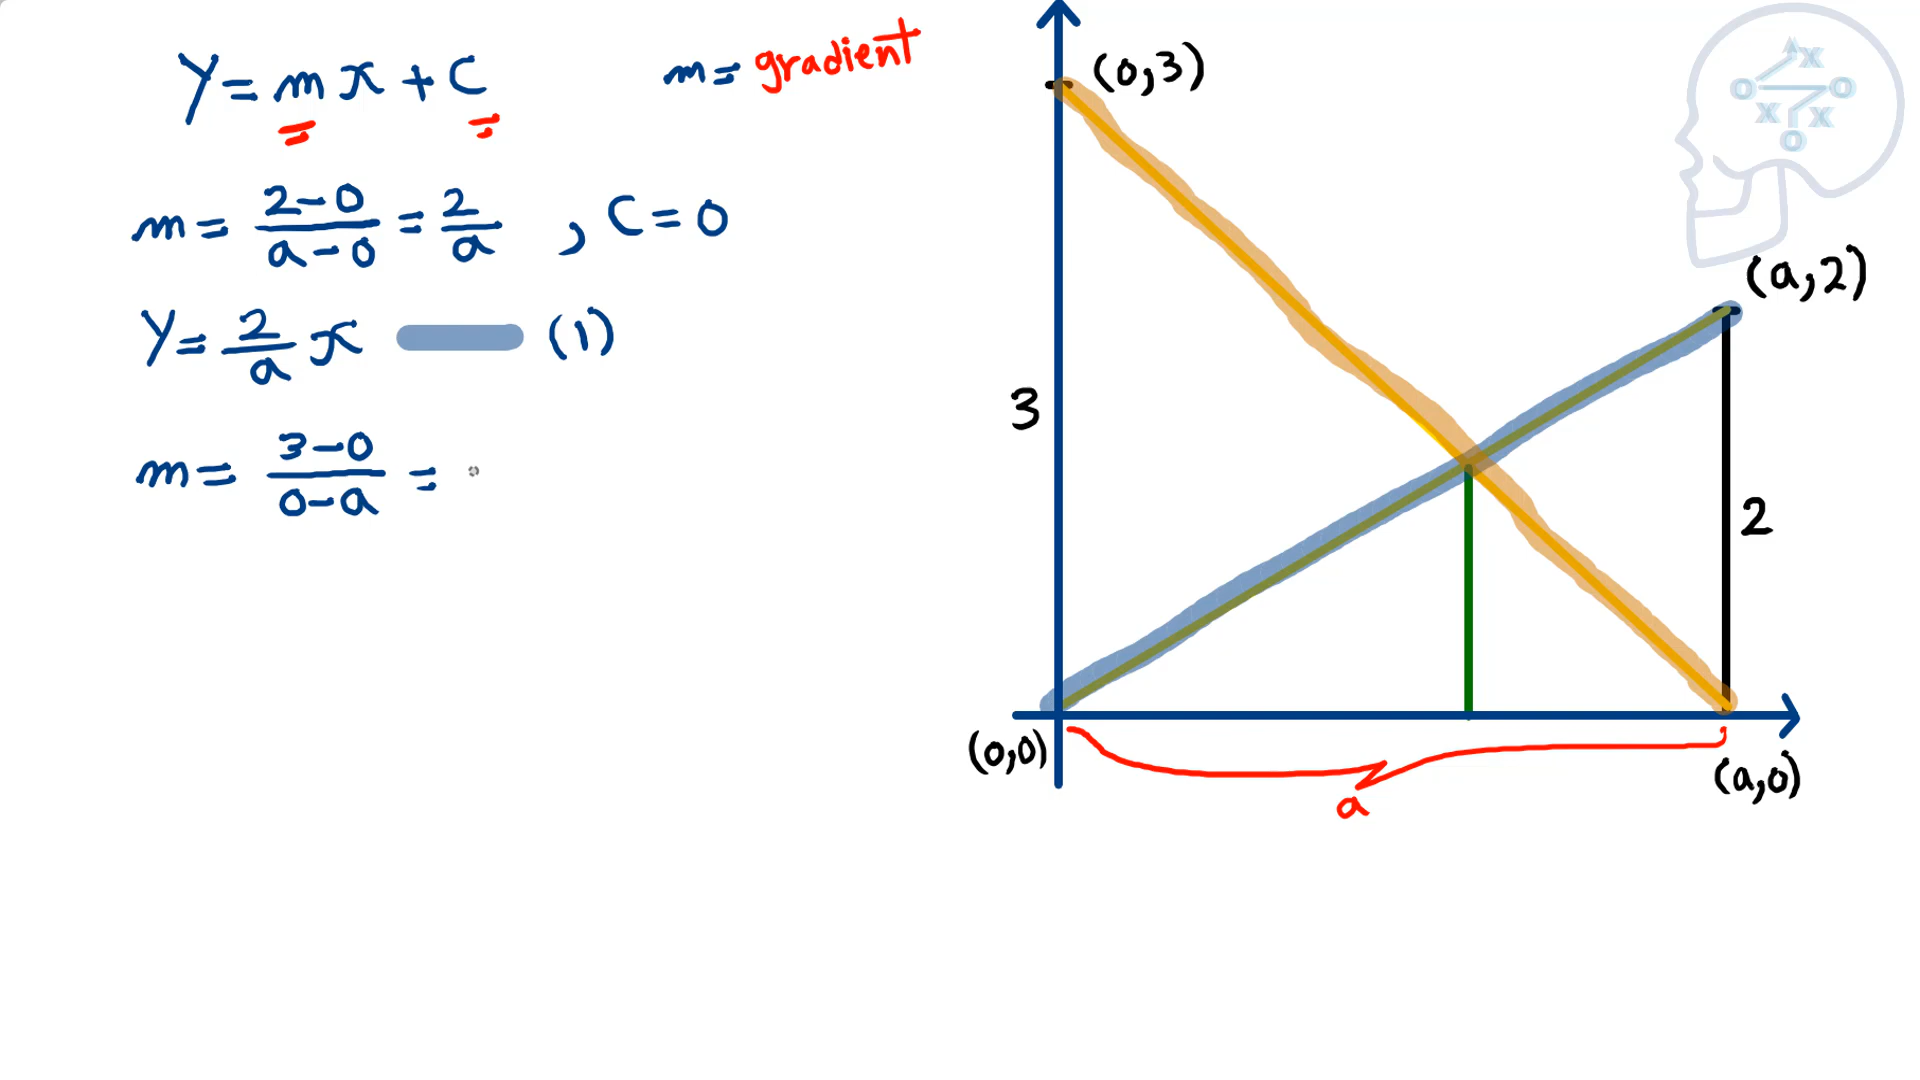 Y = mx + C
m = gradient
m = 2-0/a-0 = 2/a , C = 0
Y = 2/a x (1)
m = 3-0/0-a =
(0,3)
(a,2)
3
2
(0,0)
(a,0)
a
X
O O
X X
O